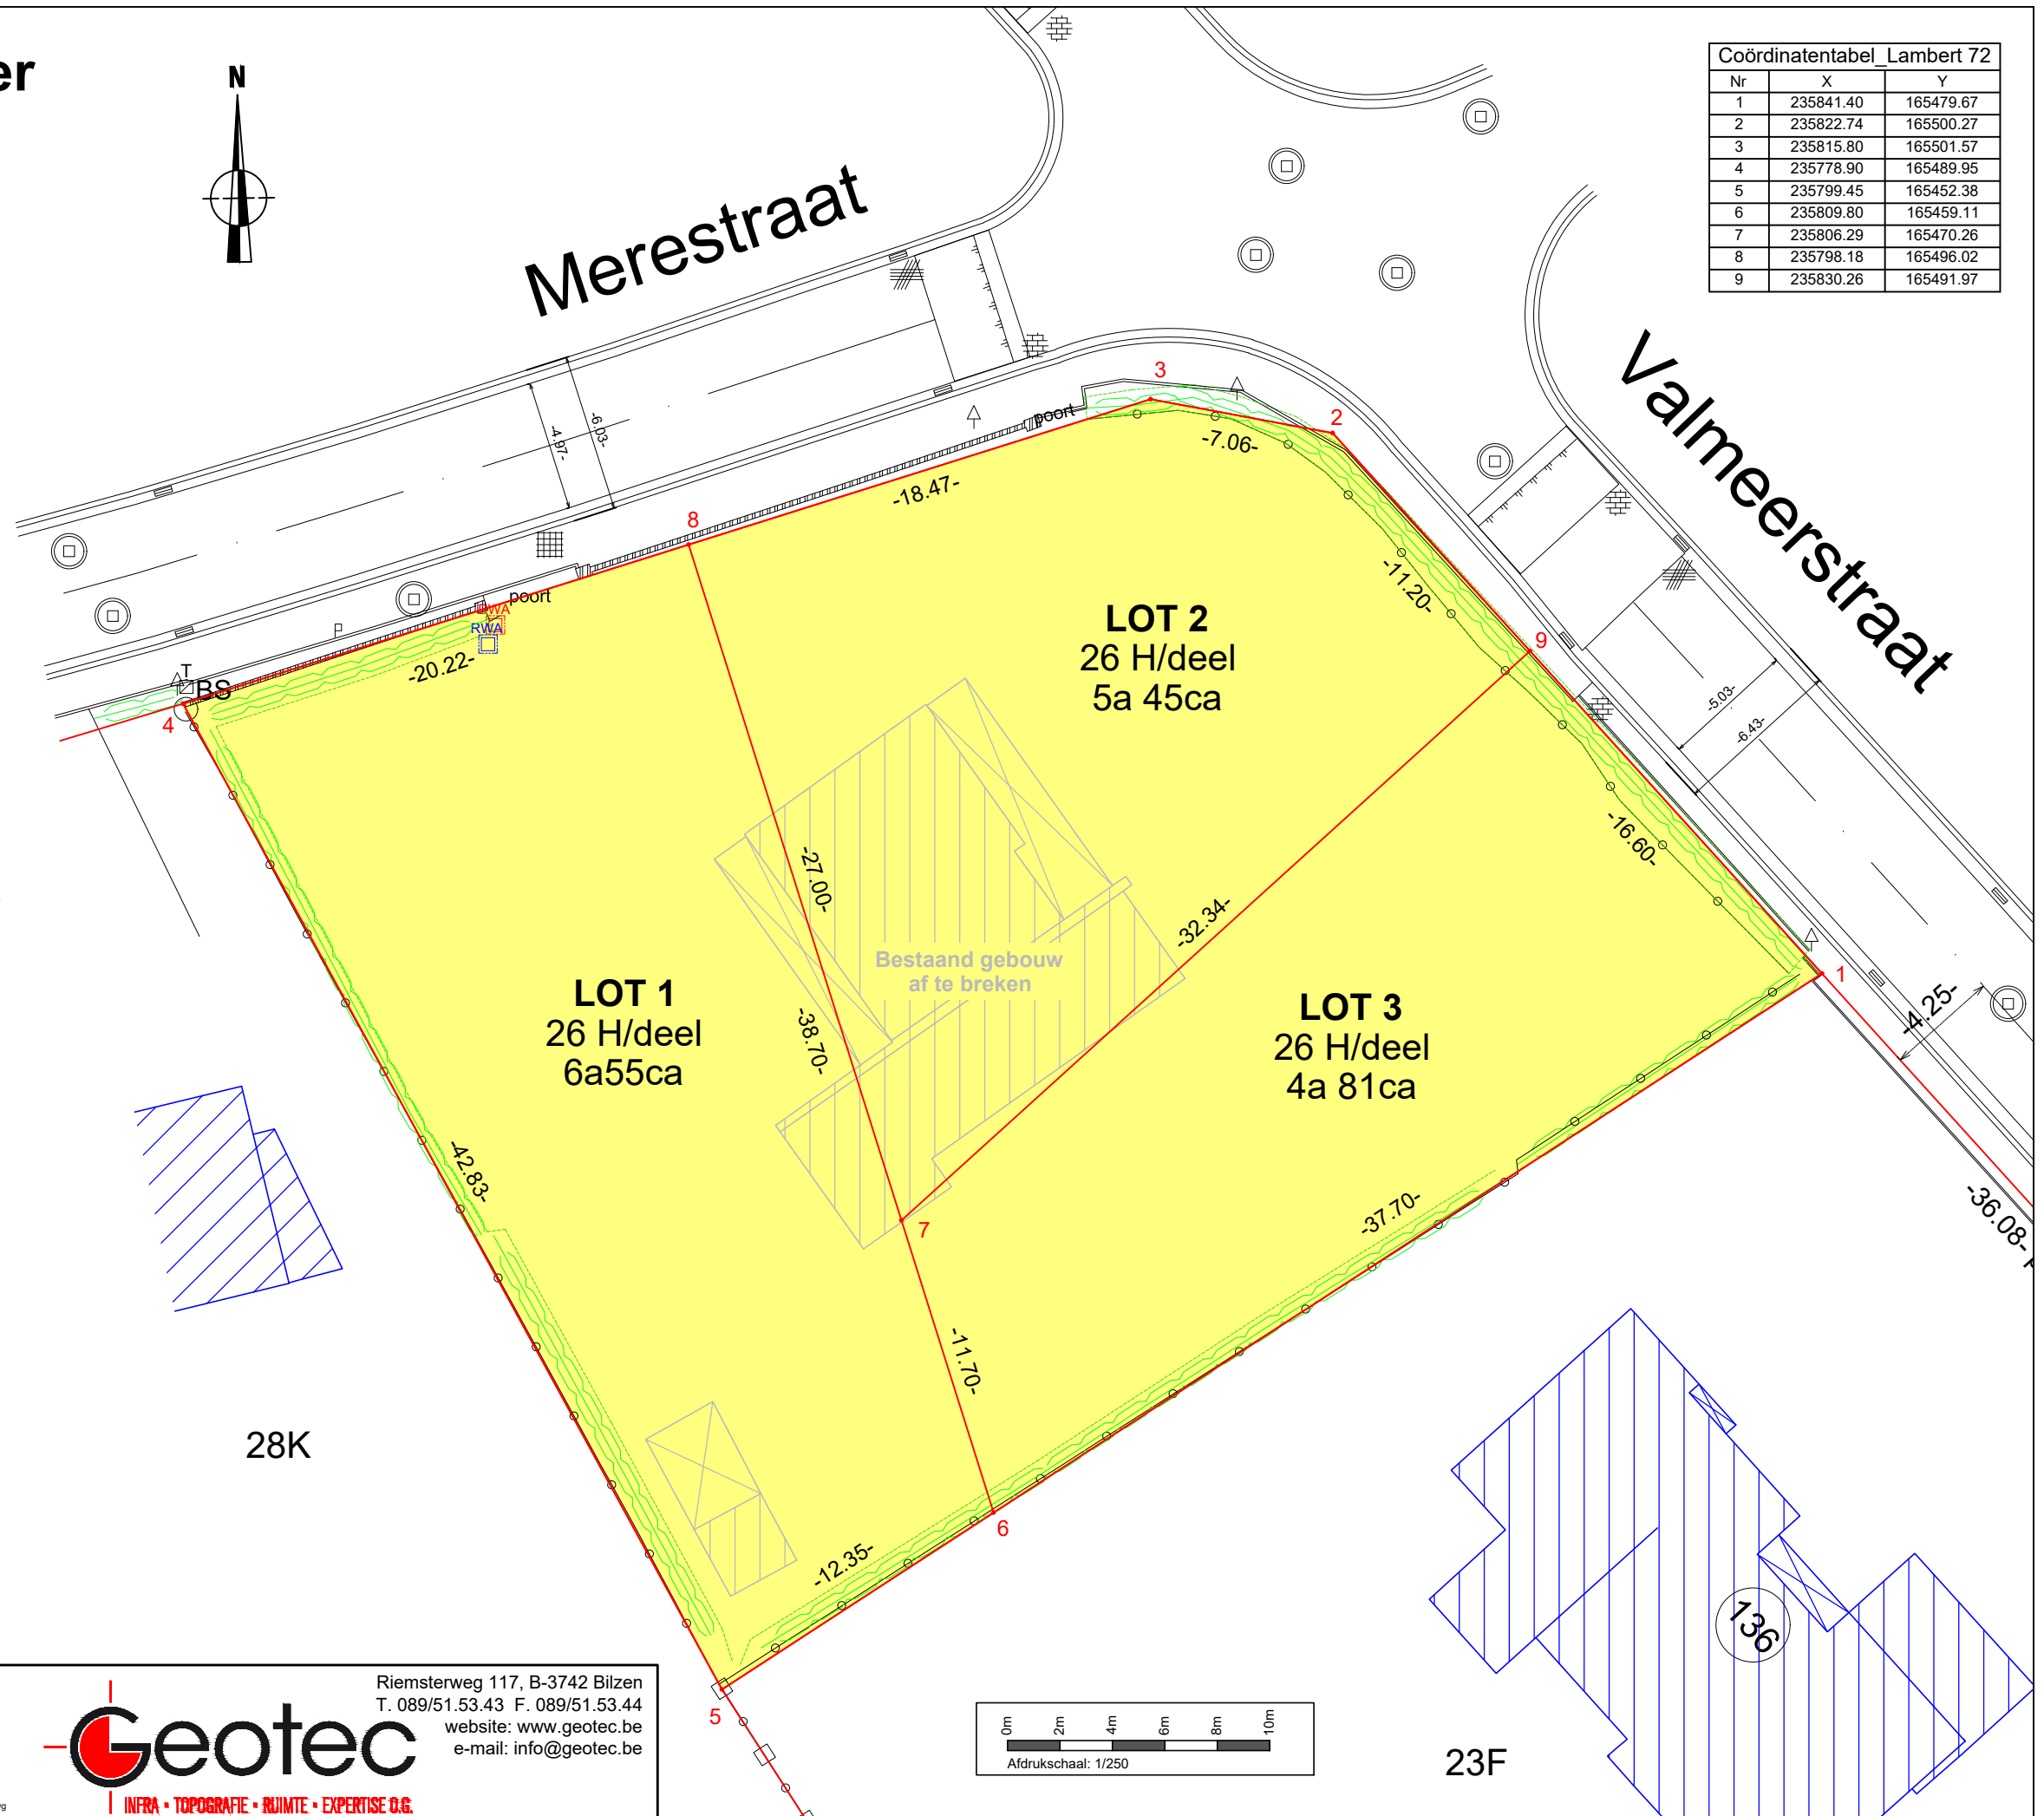 er
N
Coördinatentabel_Lambert 72
Nr X Y
1 235841.40 165479.67
2 235822.74 165500.27
3 235815.80 165501.57
4 235778.90 165489.95
5 235799.45 165452.38
6 235809.80 165459.11
7 235806.29 165470.26
8 235798.18 165496.02
9 235830.26 165491.97
Merestraat
Valmeerstraat
-4.97-
-6.03-
3
2
poort
-7.06-
-18.47-
8
-11.20-
9
poort
DWA
RWA
-20.22-
T
BS
4
LOT 2
26 H/deel
5a 45ca
-5.03-
-6.43-
-16.60-
-27.00-
-32.34-
Bestaand gebouw
af te breken
1
-4.25-
LOT 1
26 H/deel
6a55ca
-38.70-
LOT 3
26 H/deel
4a 81ca
-42.83-
-37.70-
-36.08-
7
-11.70-
28K
6
-12.35-
136
5
23F
Riemsterweg 117, B-3742 Bilzen
T. 089/51.53.43 F. 089/51.53.44
website: www.geotec.be
e-mail: info@geotec.be
Geotec
INFRA - TOPOGRAFIE - RUIMTE - EXPERTISE O.G.
0m 2m 4m 6m 8m 10m
Afdrukschaal: 1/250